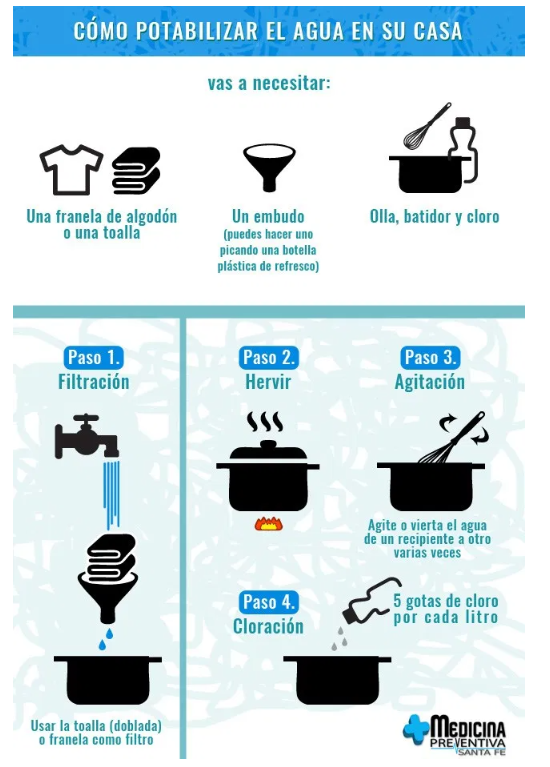 CÓMO POTABILIZAR EL AGUA EN SU CASA
vas a necesitar:
Una franela de algodón
o una toalla
Un embudo
(puedes hacer uno
picando una botella
plástica de refresco)
Olla, batidor y cloro
Paso 1.
Filtración
Usar la toalla (doblada)
o franela como filtro
Paso 2.
Hervir
Paso 3.
Agitación
Agite o vierta el agua
de un recipiente a otro
varias veces
Paso 4.
Cloración
5 gotas de cloro
por cada litro
MEDICINA
PREVENTIVA
SANTA FE